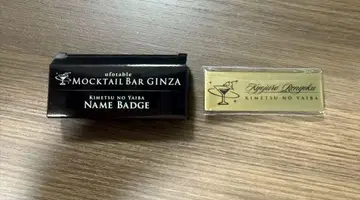 ufotable
MOCKTAIL BAR GINZA
KIMETSU NO YAIBA
NAME BADGE
Kyojuro Rengoku
KIMETSU NO YAIBA